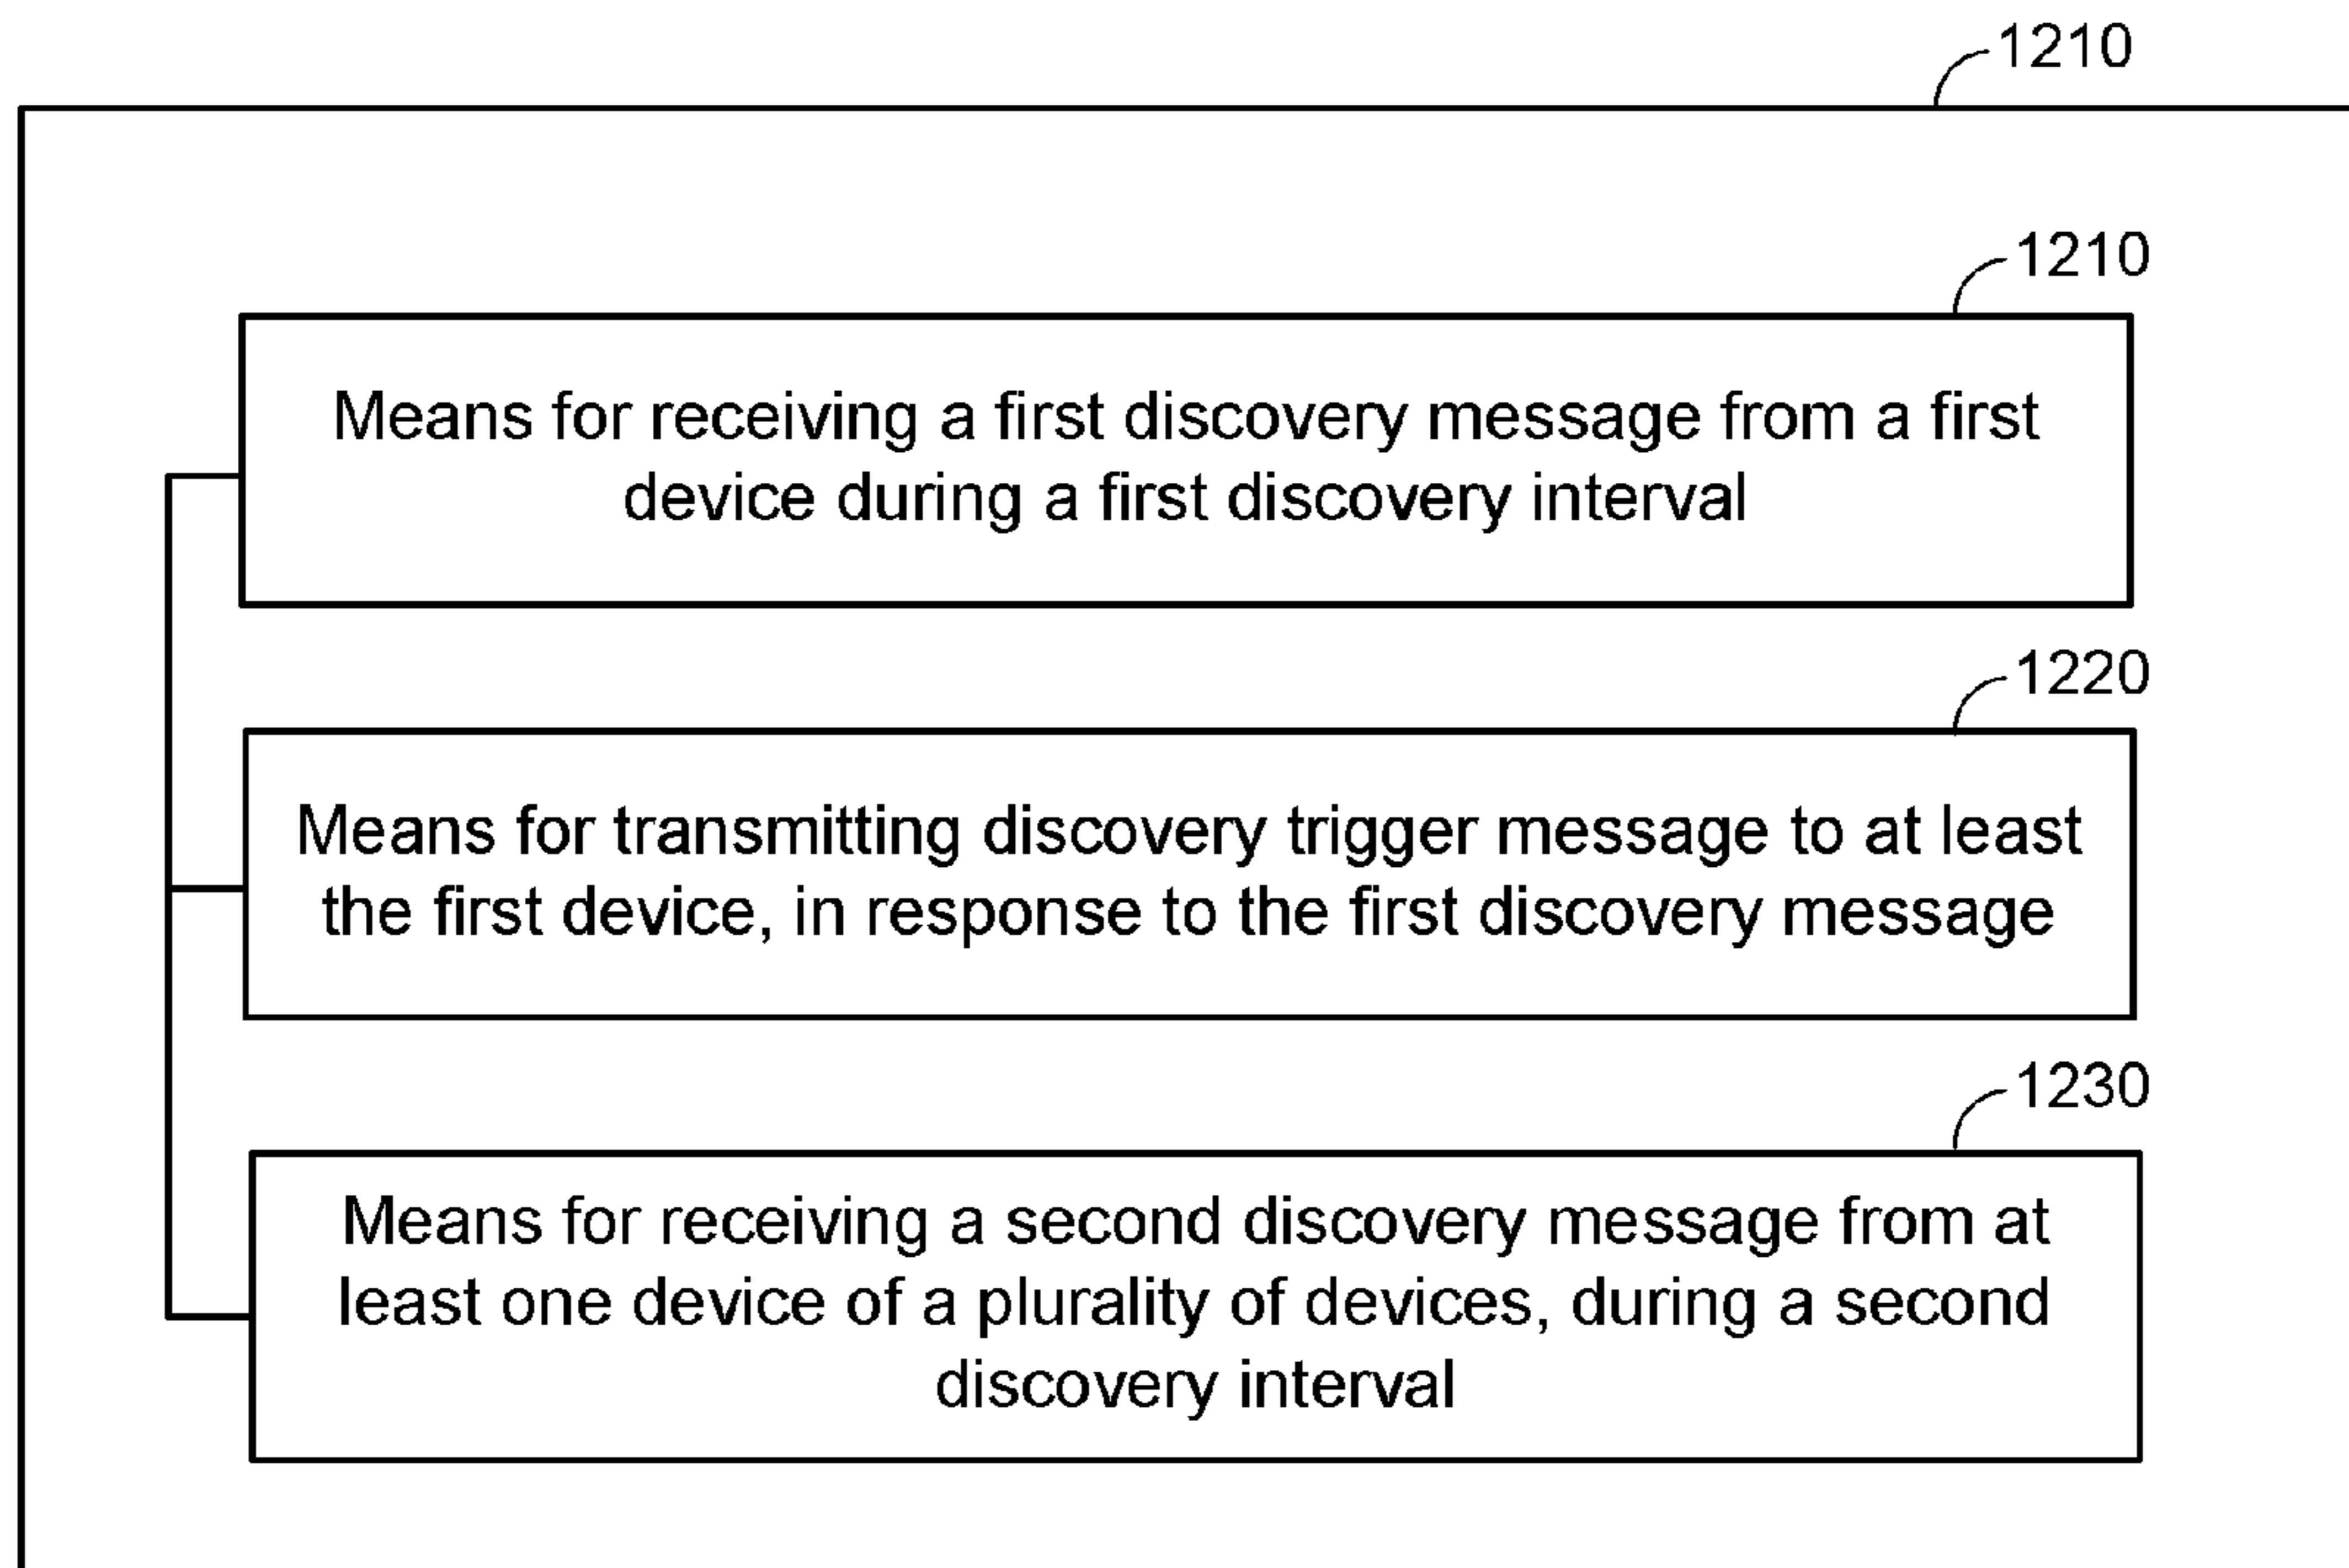 1210
1210
Means for receiving a first discovery message from a first
device during a first discovery interval
1220
Means for transmitting discovery trigger message to at least
the first device, in response to the first discovery message
1230
Means for receiving a second discovery message from at
least one device of a plurality of devices, during a second
discovery interval